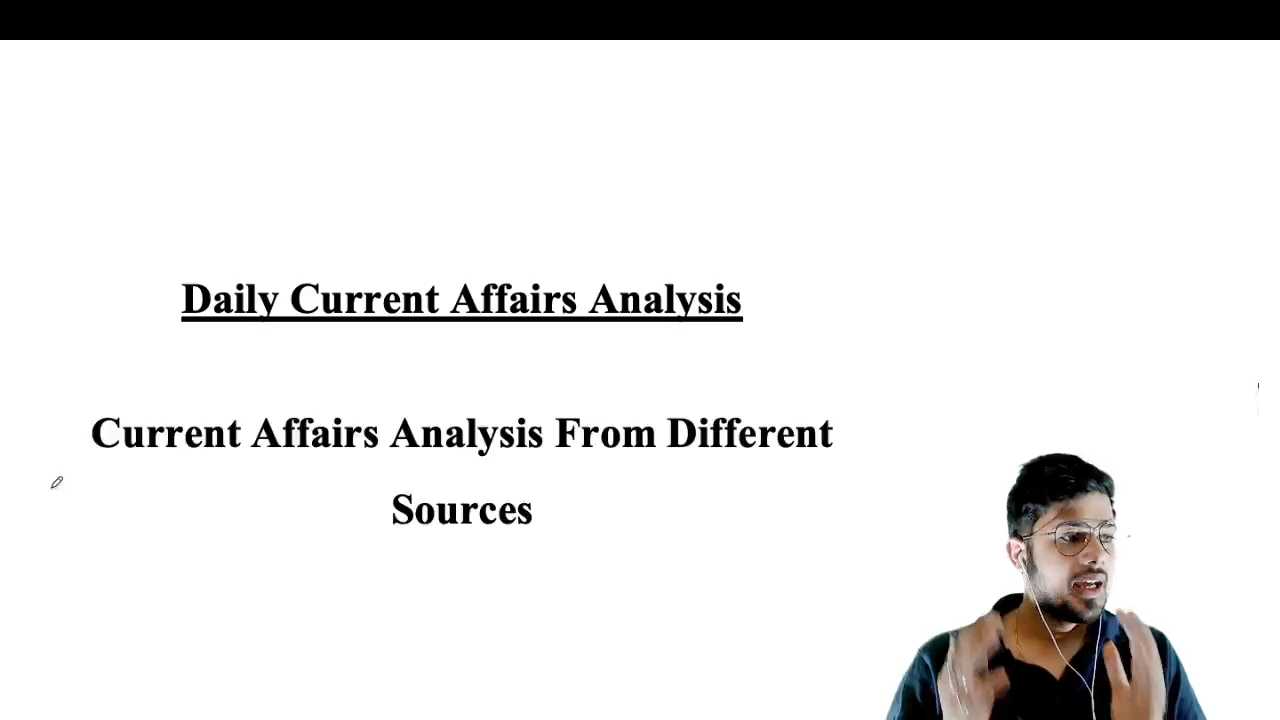 Daily Current Affairs Analysis
Current Affairs Analysis From Different
Sources